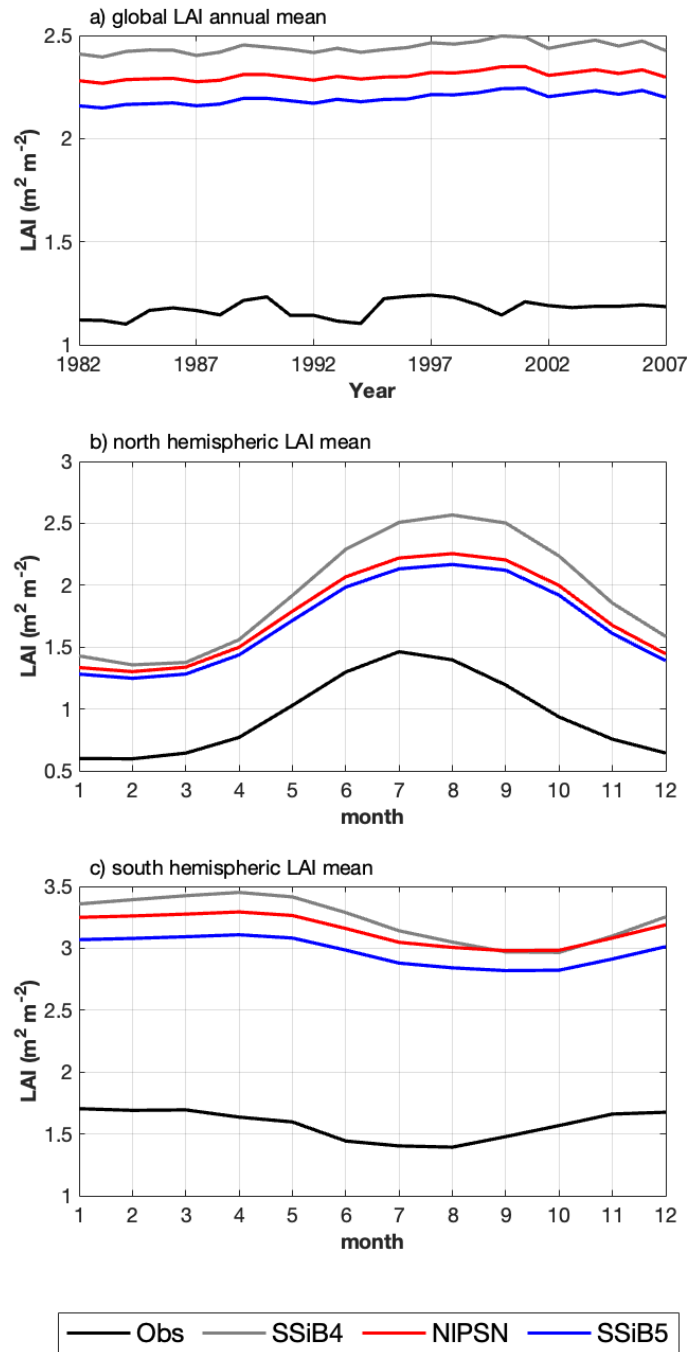 a) global LAI annual mean
2.5
2
1.5
1
LAI (m² m⁻²)
1982 1987 1992 1997 2002 2007
Year
b) north hemispheric LAI mean
3
2.5
2
1.5
1
0.5
LAI (m² m⁻²)
1 2 3 4 5 6 7 8 9 10 11 12
month
c) south hemispheric LAI mean
3.5
3
2.5
2
1.5
1
LAI (m² m⁻²)
1 2 3 4 5 6 7 8 9 10 11 12
month
Obs SSiB4 NIPSN SSiB5